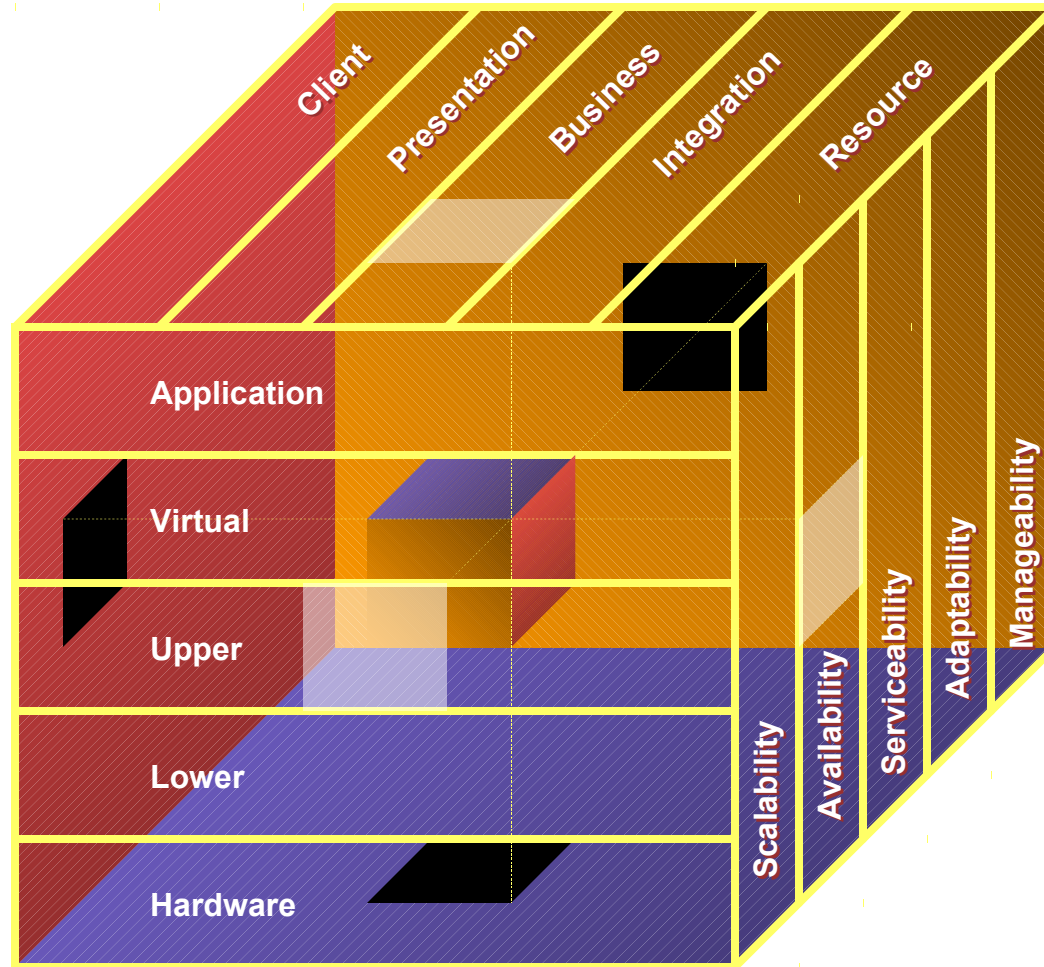 Client
Presentation
Business
Integration
Resource
Application
Virtual
Upper
Lower
Hardware
Scalability
Availability
Serviceability
Adaptability
Manageability